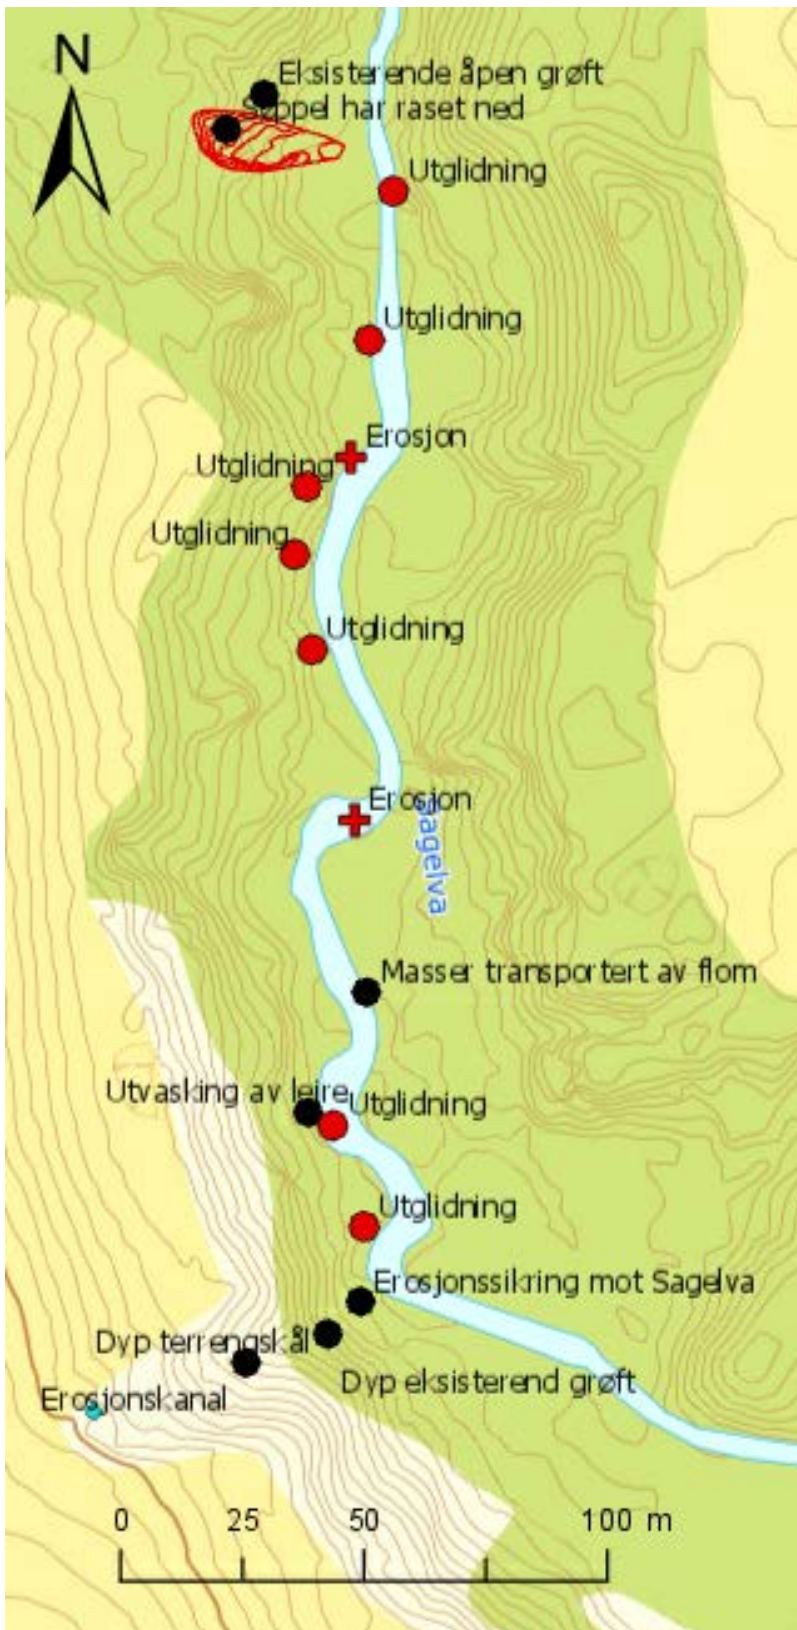 N
Eksisterende åpen grøft
Søppel har raset ned
Utglidning
Utglidning
Erosjon
Utglidning
Utglidning
Utglidning
Erosjon
Sagelva
Masser transportert av flom
Utvasking av leire
Utglidning
Utglidning
Erosjonssikring mot Sagelva
Dyp terrengskål
Dyp eksisterend grøft
Erosjonskanal
0 25 50 100 m